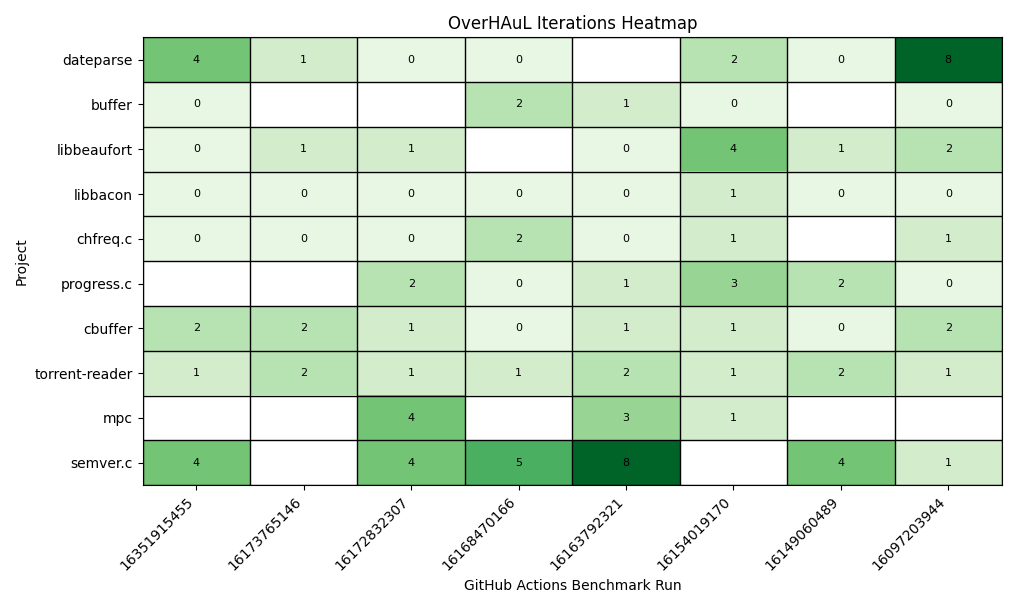 OverHAuL Iterations Heatmap
dateparse 4 1 0 0 2 0 8
buffer 0 2 1 0 0
libbeaufort 0 1 1 0 4 1 2
libbacon 0 0 0 0 0 1 0 0
chfreq.c 0 0 0 2 0 1 1
progress.c 2 0 1 3 2 0
cbuffer 2 2 1 0 1 1 0 2
torrent-reader 1 2 1 1 2 1 2 1
mpc 4 3 1
semver.c 4 4 5 8 4 1
Project
16351915455 16173765146 16172832307 16168470166 16163792321 16154019170 16149060489 16097203944
GitHub Actions Benchmark Run